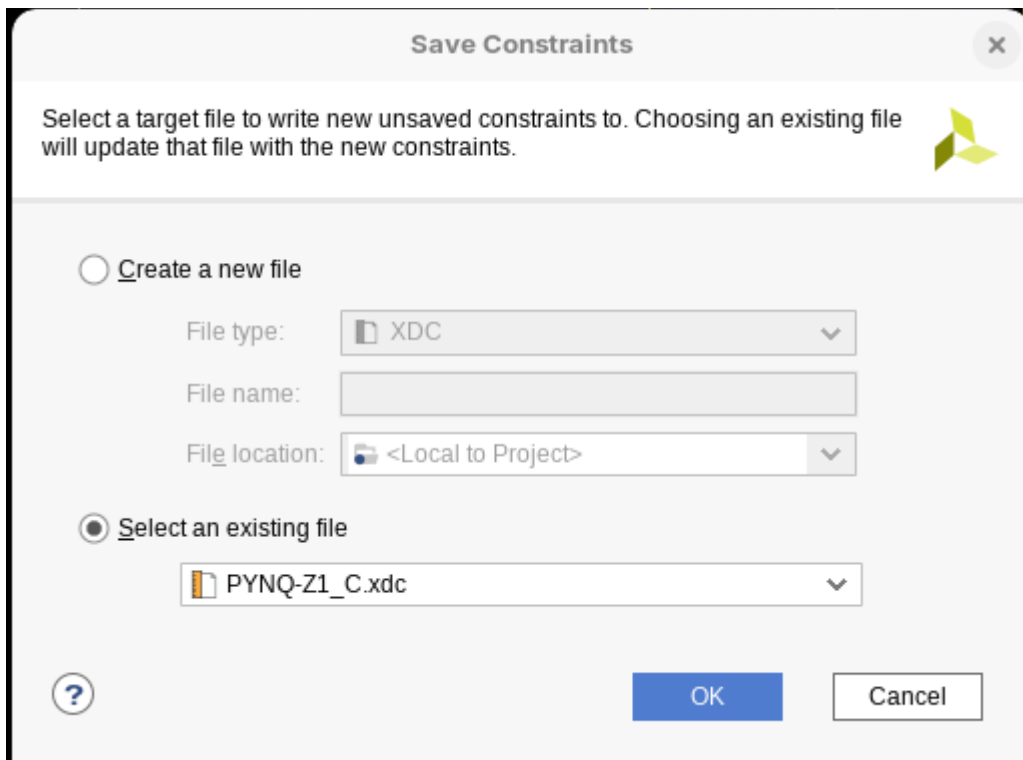 Save Constraints
Select a target file to write new unsaved constraints to. Choosing an existing file
will update that file with the new constraints.
Create a new file
File type: XDC
File name:
File location: <Local to Project>
Select an existing file
PYNQ-Z1_C.xdc
? OK Cancel